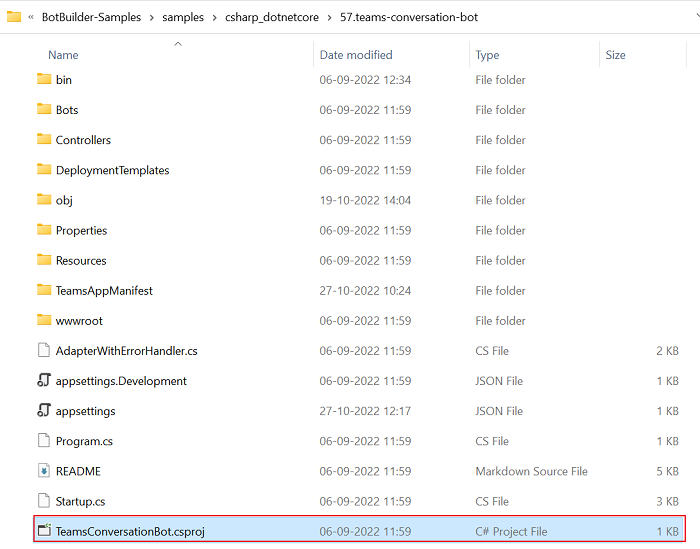 « BotBuilder-Samples › samples › csharp_dotnetcore › 57.teams-conversation-bot
Name Date modified Type Size
bin 06-09-2022 12:34 File folder
Bots 06-09-2022 11:59 File folder
Controllers 06-09-2022 11:59 File folder
DeploymentTemplates 06-09-2022 11:59 File folder
obj 19-10-2022 14:04 File folder
Properties 06-09-2022 11:59 File folder
Resources 06-09-2022 11:59 File folder
TeamsAppManifest 27-10-2022 10:24 File folder
wwwroot 06-09-2022 11:59 File folder
AdapterWithErrorHandler.cs 06-09-2022 11:59 CS File 2 KB
appsettings.Development 06-09-2022 11:59 JSON File 1 KB
appsettings 27-10-2022 12:17 JSON File 1 KB
Program.cs 06-09-2022 11:59 CS File 1 KB
README 06-09-2022 11:59 Markdown Source File 5 KB
Startup.cs 06-09-2022 11:59 CS File 3 KB
TeamsConversationBot.csproj 06-09-2022 11:59 C# Project File 1 KB